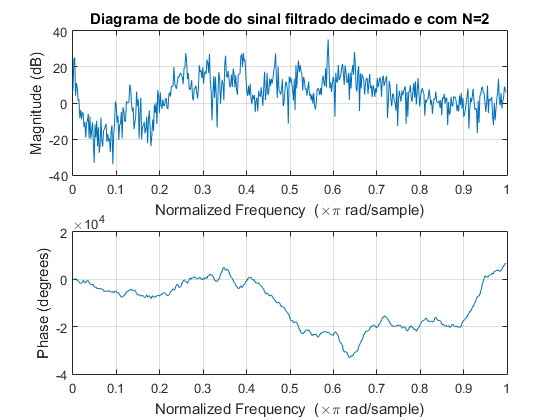 Diagrama de bode do sinal filtrado decimado e com N=2
Magnitude (dB)
40
20
0
-20
-40
0 0.1 0.2 0.3 0.4 0.5 0.6 0.7 0.8 0.9 1
Normalized Frequency (×π rad/sample)
×10⁴
Phase (degrees)
2
0
-2
-4
0 0.1 0.2 0.3 0.4 0.5 0.6 0.7 0.8 0.9 1
Normalized Frequency (×π rad/sample)